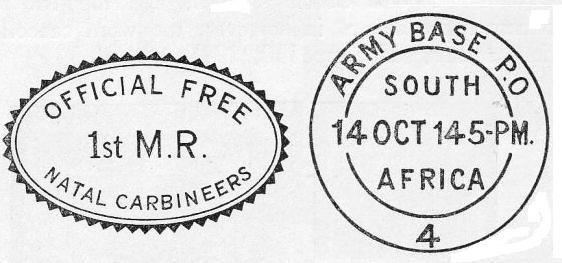 OFFICIAL FREE
1st M.R.
NATAL CARBINEERS
ARMY BASE P.O
SOUTH
14 OCT 14 5-PM.
AFRICA
4